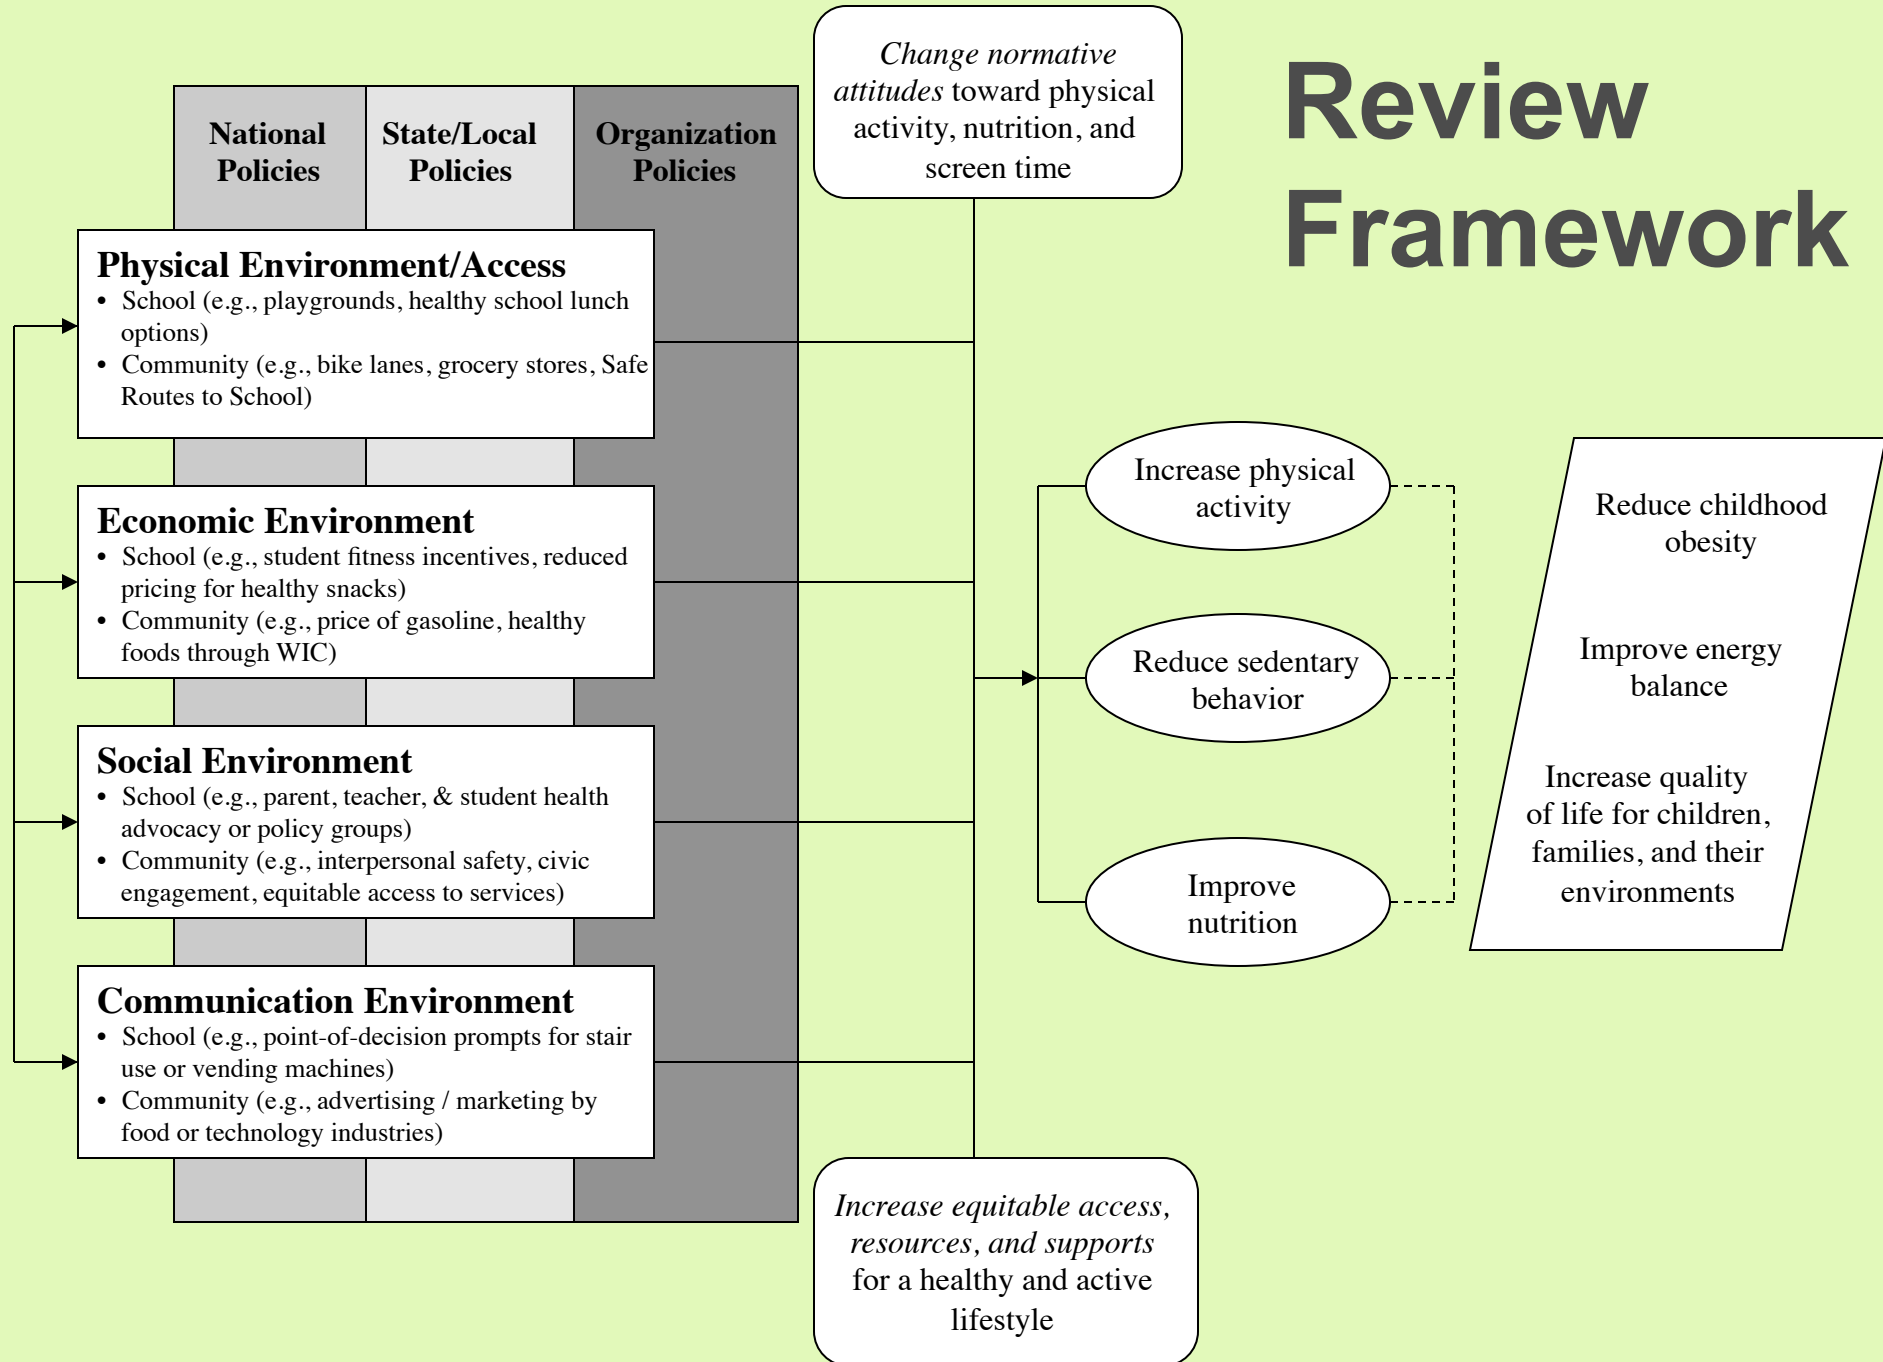 Review
Framework
National
Policies
State/Local
Policies
Organization
Policies
Change normative
attitudes toward physical
activity, nutrition, and
screen time
Physical Environment/Access
• School (e.g., playgrounds, healthy school lunch
options)
• Community (e.g., bike lanes, grocery stores, Safe
Routes to School)
Economic Environment
• School (e.g., student fitness incentives, reduced
pricing for healthy snacks)
• Community (e.g., price of gasoline, healthy
foods through WIC)
Social Environment
• School (e.g., parent, teacher, & student health
advocacy or policy groups)
• Community (e.g., interpersonal safety, civic
engagement, equitable access to services)
Communication Environment
• School (e.g., point-of-decision prompts for stair
use or vending machines)
• Community (e.g., advertising / marketing by
food or technology industries)
Increase equitable access,
resources, and supports
for a healthy and active
lifestyle
Increase physical
activity
Reduce sedentary
behavior
Improve
nutrition
Reduce childhood
obesity
Improve energy
balance
Increase quality
of life for children,
families, and their
environments